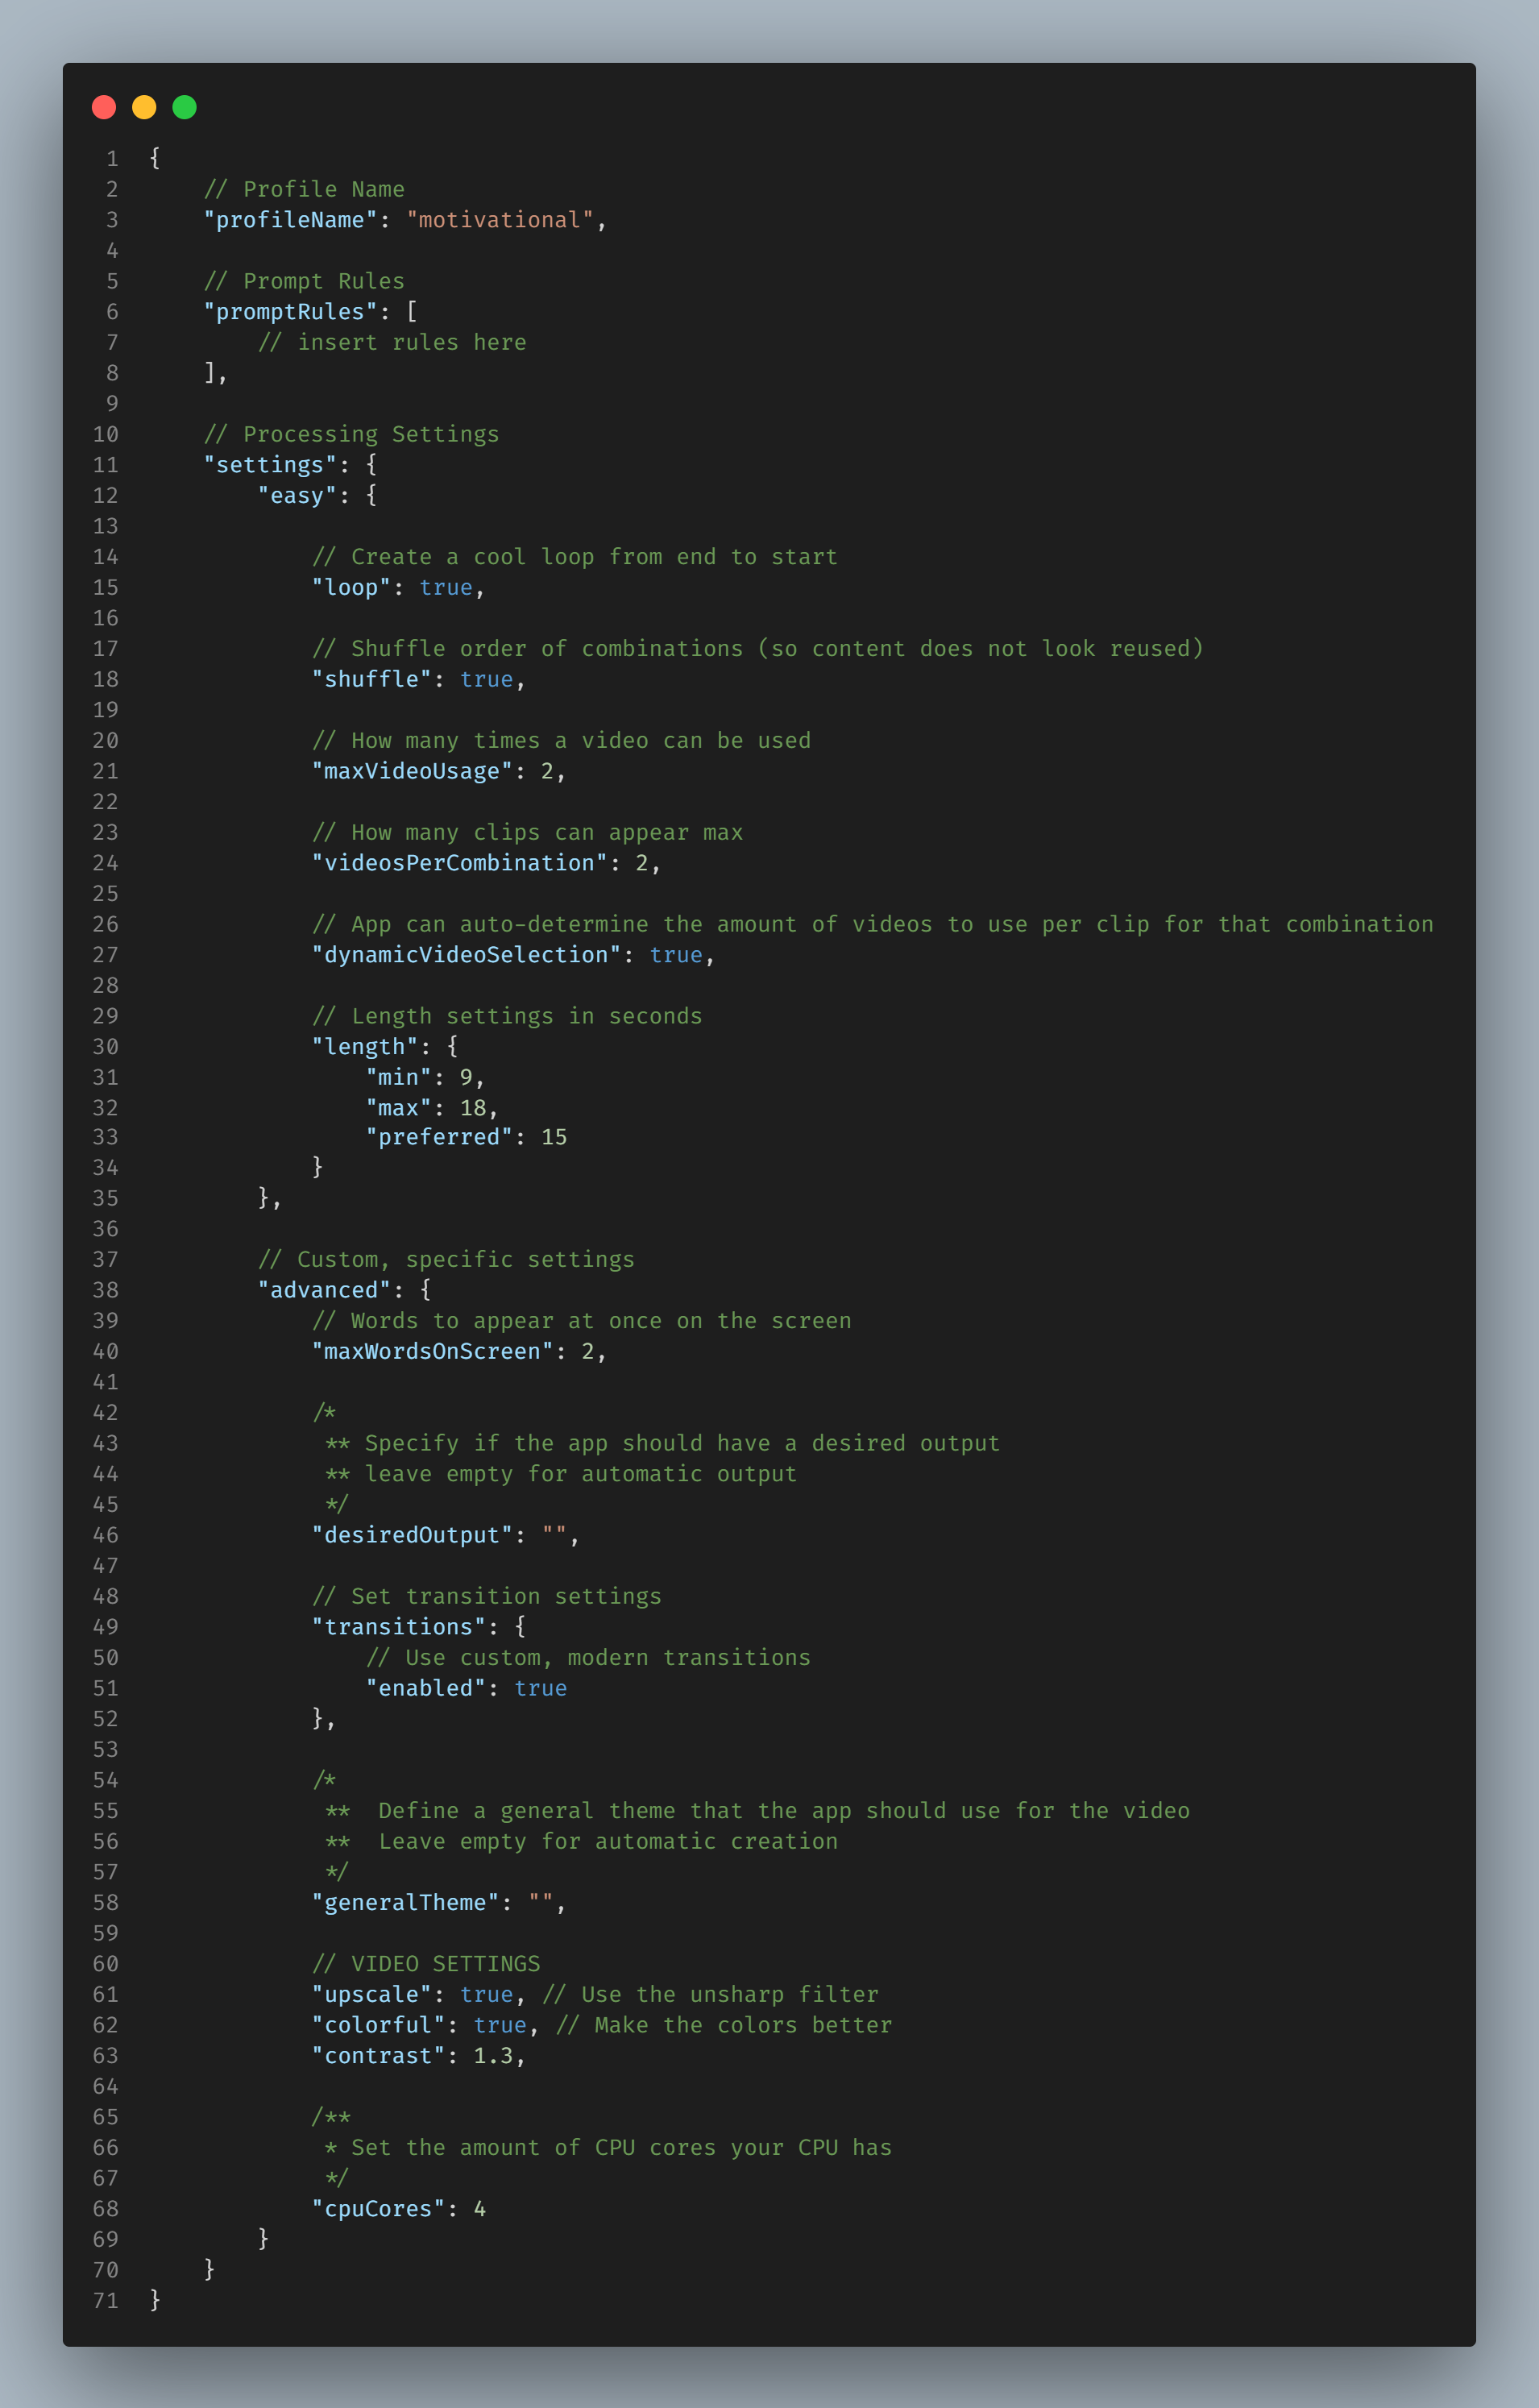 1 {
2     // Profile Name
3     "profileName": "motivational",
4
5     // Prompt Rules
6     "promptRules": [
7         // insert rules here
8     ],
9
10     // Processing Settings
11     "settings": {
12         "easy": {
13
14             // Create a cool loop from end to start
15             "loop": true,
16
17             // Shuffle order of combinations (so content does not look reused)
18             "shuffle": true,
19
20             // How many times a video can be used
21             "maxVideoUsage": 2,
22
23             // How many clips can appear max
24             "videosPerCombination": 2,
25
26             // App can auto-determine the amount of videos to use per clip for that combination
27             "dynamicVideoSelection": true,
28
29             // Length settings in seconds
30             "length": {
31                 "min": 9,
32                 "max": 18,
33                 "preferred": 15
34             }
35         },
36
37         // Custom, specific settings
38         "advanced": {
39             // Words to appear at once on the screen
40             "maxWordsOnScreen": 2,
41
42             /*
43              ** Specify if the app should have a desired output
44              ** leave empty for automatic output
45              */
46             "desiredOutput": "",
47
48             // Set transition settings
49             "transitions": {
50                 // Use custom, modern transitions
51                 "enabled": true
52             },
53
54             /*
55              **  Define a general theme that the app should use for the video
56              **  Leave empty for automatic creation
57              */
58             "generalTheme": "",
59
60             // VIDEO SETTINGS
61             "upscale": true, // Use the unsharp filter
62             "colorful": true, // Make the colors better
63             "contrast": 1.3,
64
65             /**
66              * Set the amount of CPU cores your CPU has
67              */
68             "cpuCores": 4
69         }
70     }
71 }